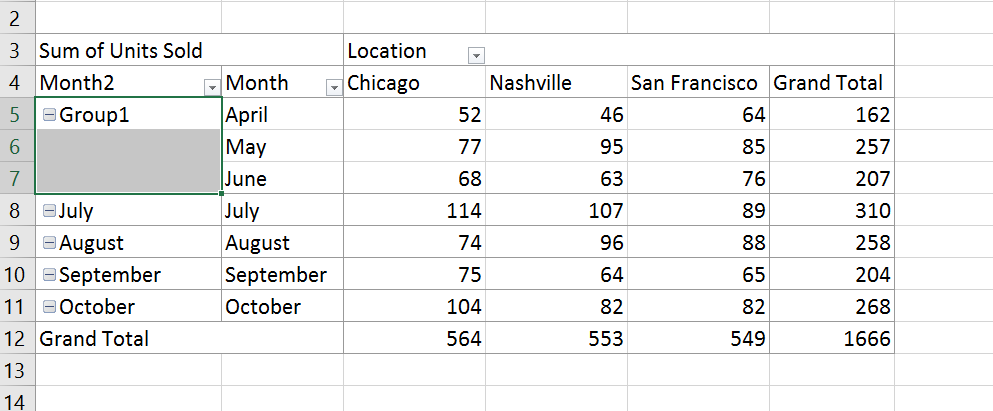 2
3 Sum of Units Sold Location
4 Month2 Month Chicago Nashville San Francisco Grand Total
5 Group1 April 52 46 64 162
6 May 77 95 85 257
7 June 68 63 76 207
8 July July 114 107 89 310
9 August August 74 96 88 258
10 September September 75 64 65 204
11 October October 104 82 82 268
12 Grand Total 564 553 549 1666
13
14